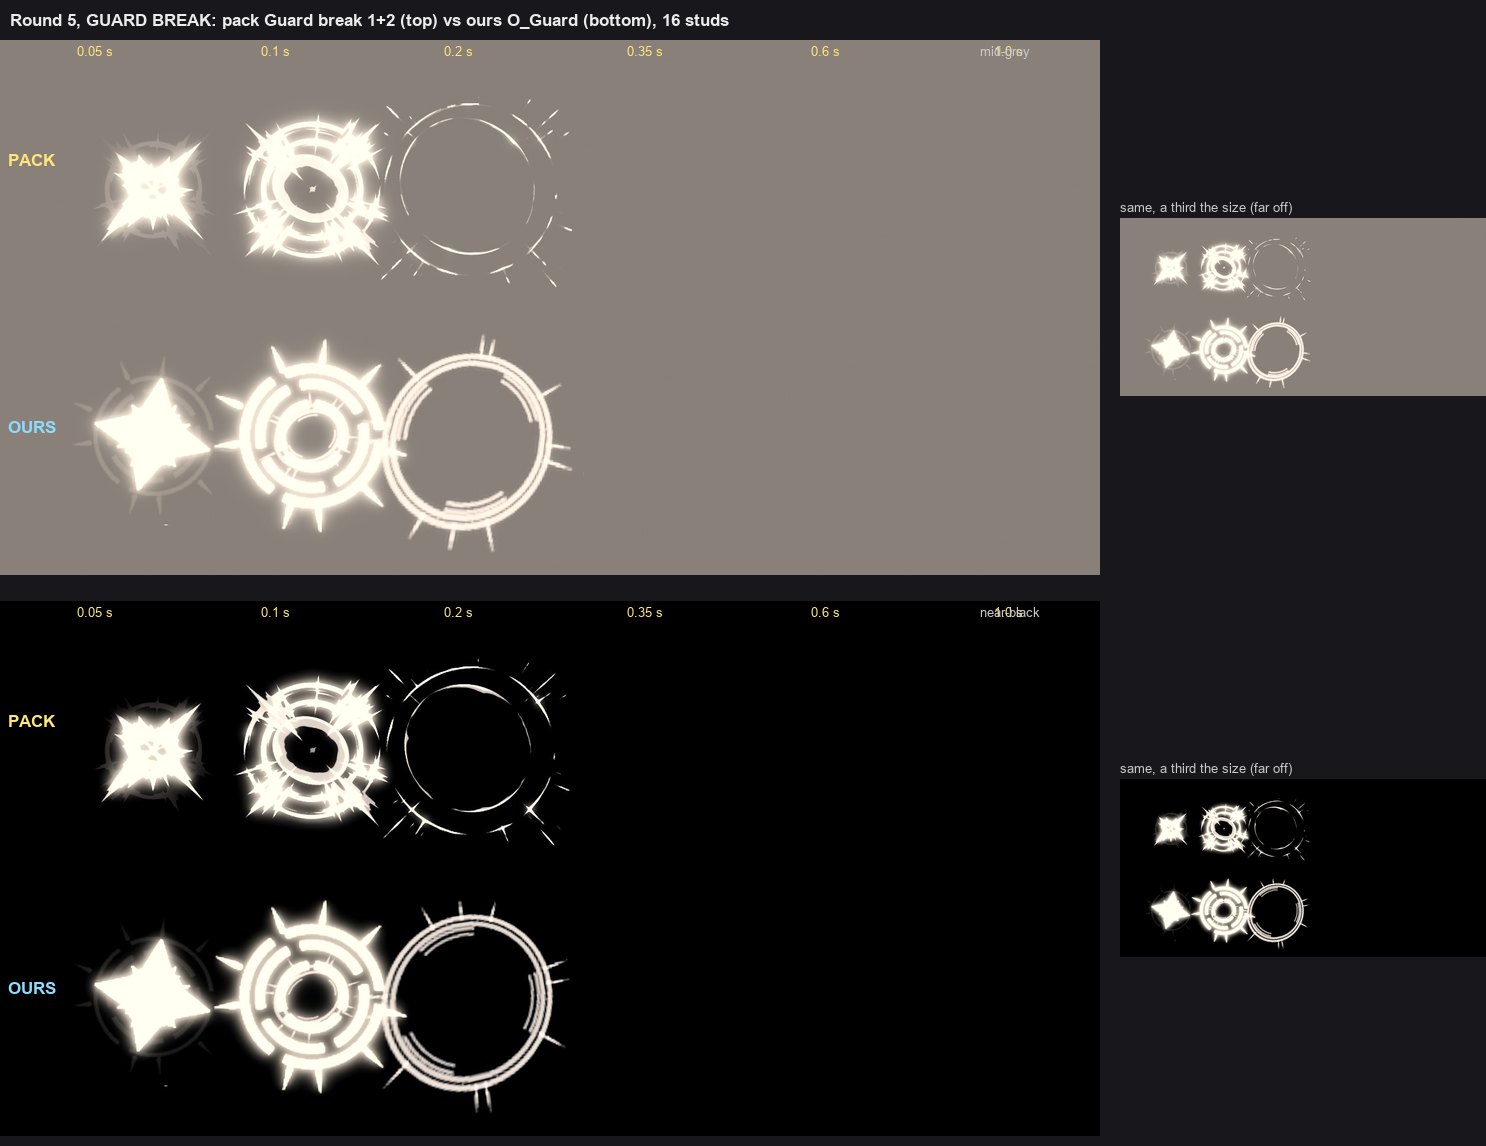 Round 5, GUARD BREAK: pack Guard break 1+2 (top) vs ours O_Guard (bottom), 16 studs
0.05 s 0.1 s 0.2 s 0.35 s 0.6 s
PACK
same, a third the size (far off)
OURS
0.05 s 0.1 s 0.2 s 0.35 s 0.6 s
PACK
same, a third the size (far off)
OURS